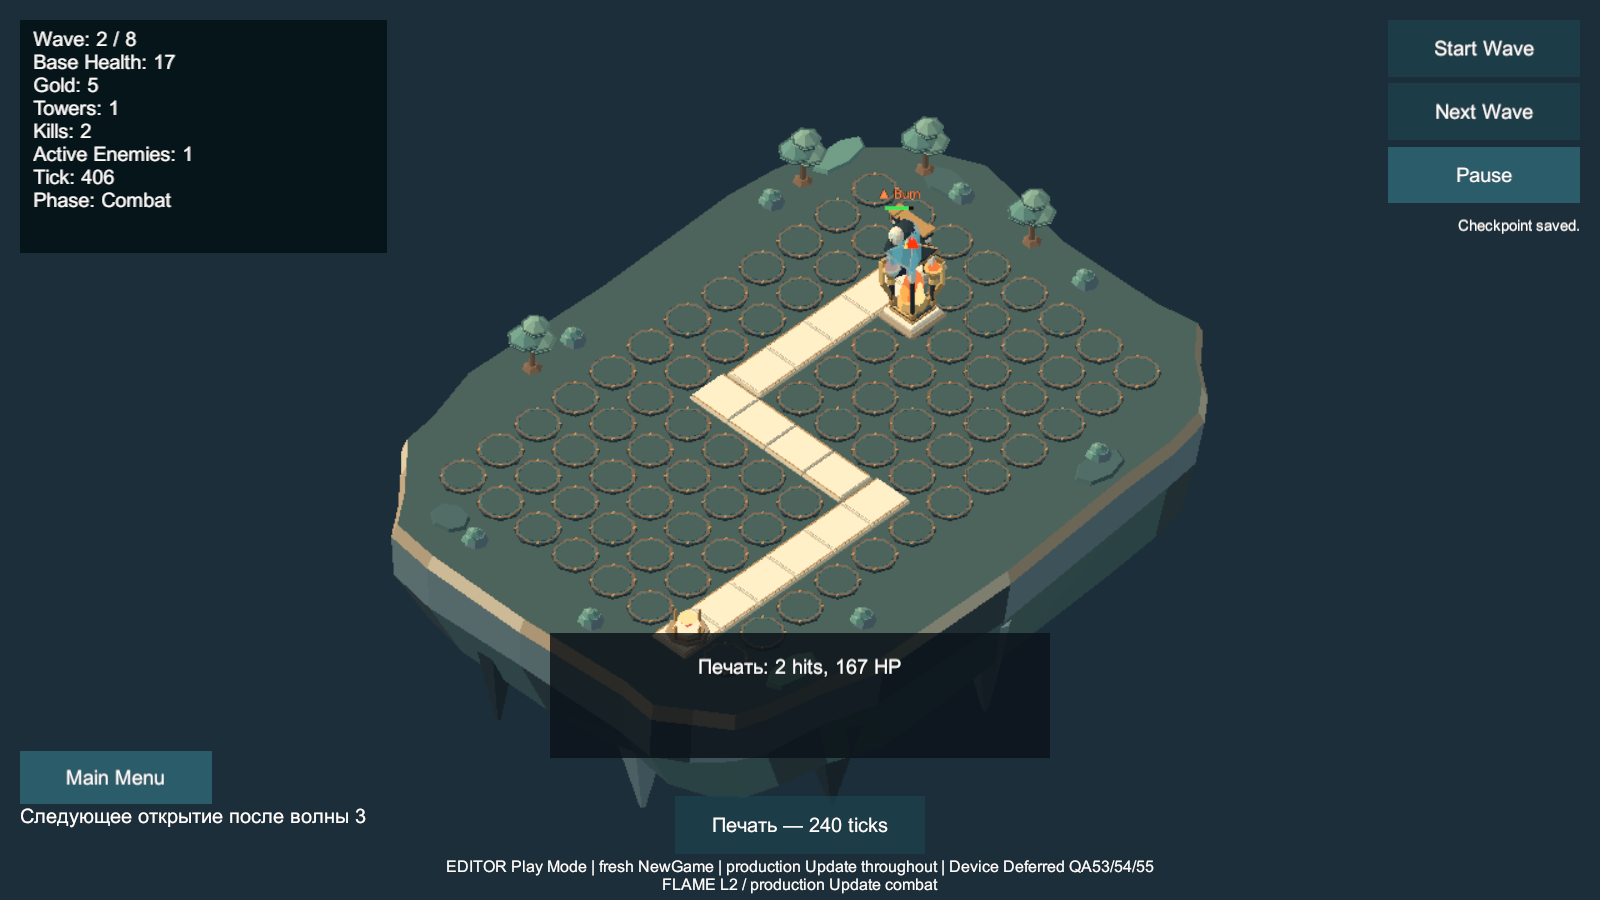 Wave: 2 / 8
Base Health: 17
Gold: 5
Towers: 1
Kills: 2
Active Enemies: 1
Tick: 406
Phase: Combat
Start Wave
Next Wave
Pause
Checkpoint saved.
▲ Burn
Печать: 2 hits, 167 HP
Main Menu
Следующее открытие после волны 3
Печать — 240 ticks
EDITOR Play Mode | fresh NewGame | production Update throughout | Device Deferred QA53/54/55
FLAME L2 / production Update combat